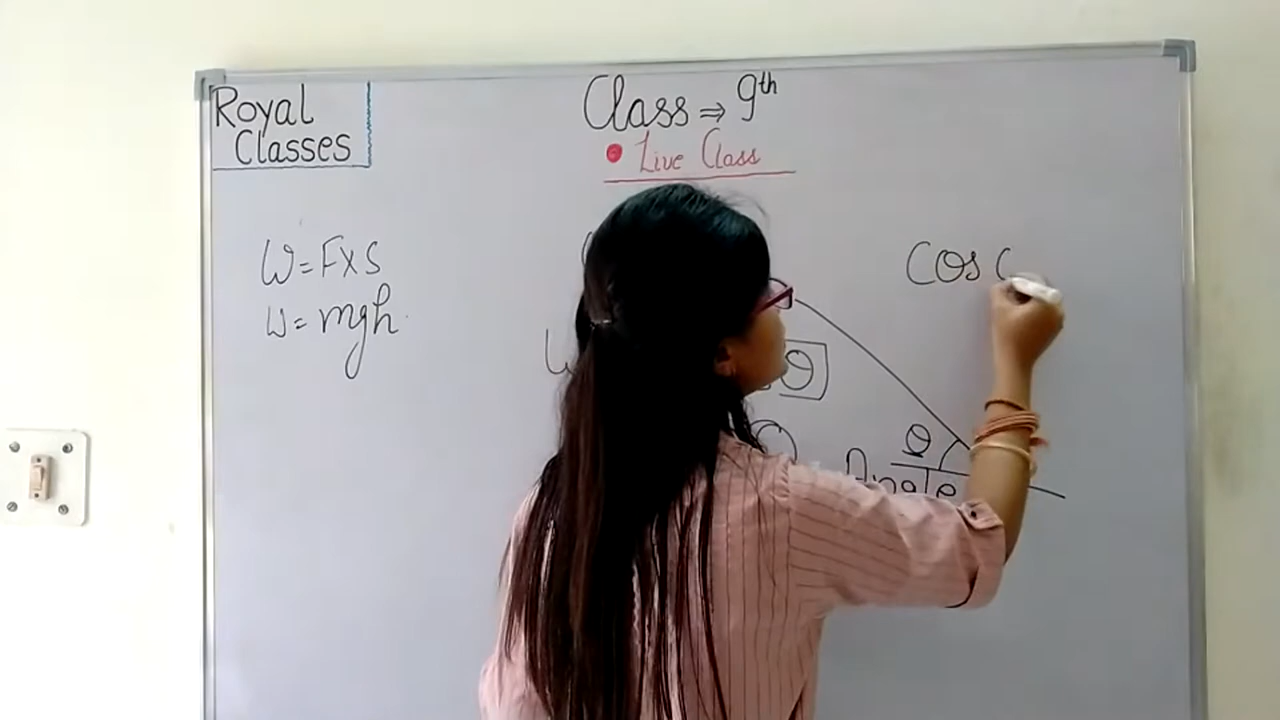 Royal
Classes
Class ⇒ 9th
• Live Class
W = F×S
W = mgh
Cos
θ
θ
Angle